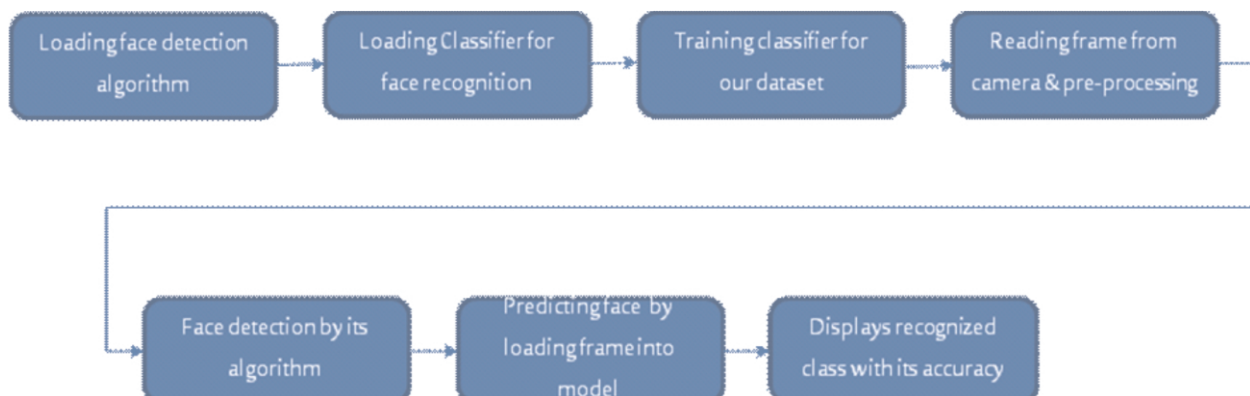 Loading face detection
algorithm
Loading Classifier for
face recognition
Training classifier for
our dataset
Reading frame from
camera & pre-processing
Face detection by its
algorithm
Predicting face by
loading frame into
model
Displays recognized
class with its accuracy